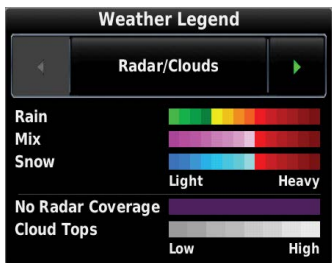 Weather Legend
Radar/Clouds
Rain
Mix
Snow
Light Heavy
No Radar Coverage
Cloud Tops
Low High